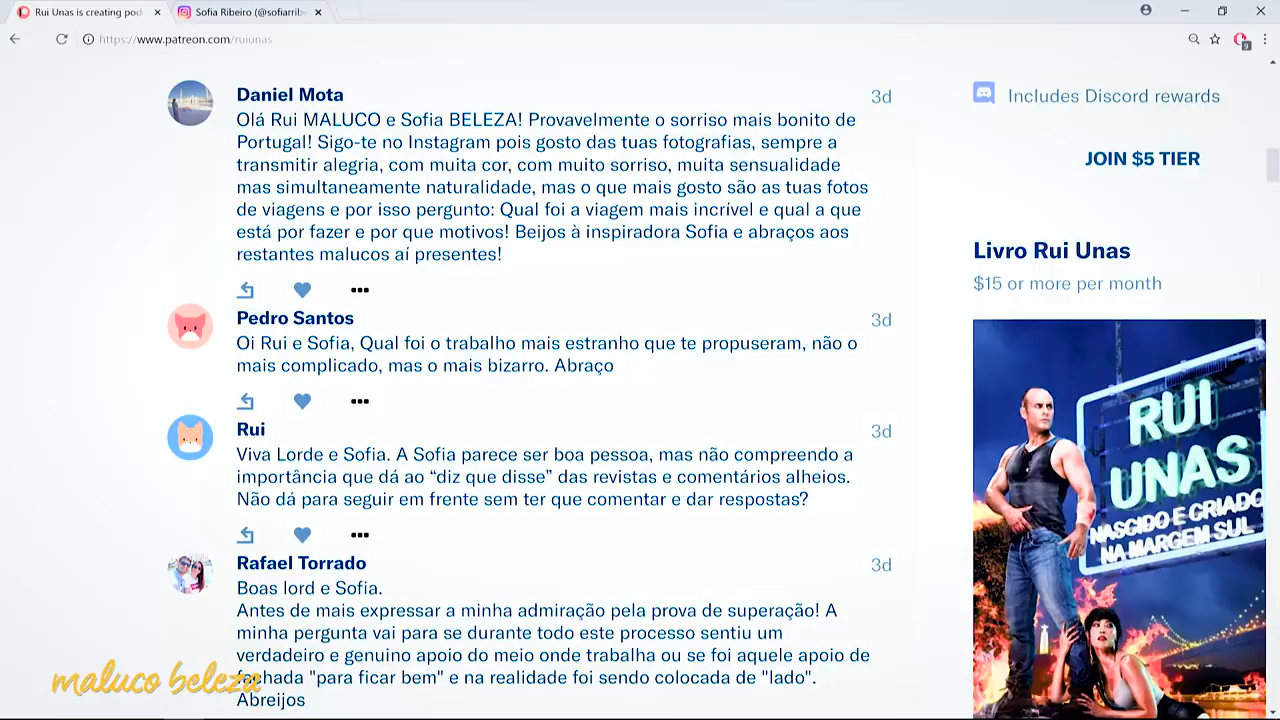 Rui Unas is creating pod
Sofia Ribeiro (@sofiarrib
https://www.patreon.com/ruiunas
9
Daniel Mota
3d
Olá Rui MALUCO e Sofia BELEZA! Provavelmente o sorriso mais bonito de
Portugal! Sigo-te no Instagram pois gosto das tuas fotografias, sempre a
transmitir alegria, com muita cor, com muito sorriso, muita sensualidade
mas simultaneamente naturalidade, mas o que mais gosto são as tuas fotos
de viagens e por isso pergunto: Qual foi a viagem mais incrível e qual a que
está por fazer e por que motivos! Beijos à inspiradora Sofia e abraços aos
restantes malucos aí presentes!
Pedro Santos
3d
Oi Rui e Sofia, Qual foi o trabalho mais estranho que te propuseram, não o
mais complicado, mas o mais bizarro. Abraço
Rui
3d
Viva Lorde e Sofia. A Sofia parece ser boa pessoa, mas não compreendo a
importância que dá ao “diz que disse” das revistas e comentários alheios.
Não dá para seguir em frente sem ter que comentar e dar respostas?
Rafael Torrado
3d
Boas lord e Sofia.
Antes de mais expressar a minha admiração pela prova de superação! A
minha pergunta vai para se durante todo este processo sentiu um
verdadeiro e genuino apoio do meio onde trabalha ou se foi aquele apoio de
fachada "para ficar bem" e na realidade foi sendo colocada de "lado".
Abreijos
maluco beleza
Includes Discord rewards
JOIN $5 TIER
Livro Rui Unas
$15 or more per month
RUI
UNAS
NASCIDO E CRIADO
NA MARGEM SUL